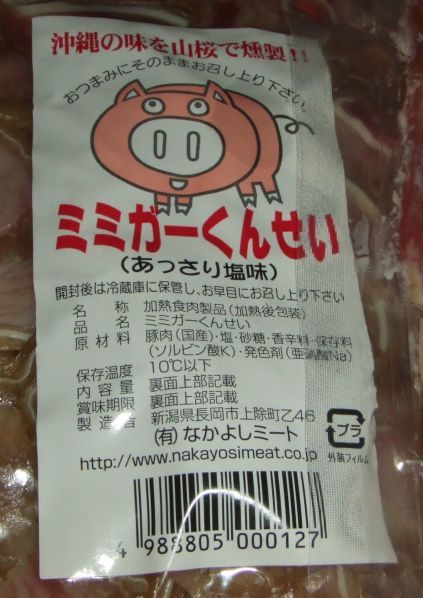 沖縄の味を山桜で燻製!!
おつまみにそのままお召し上り下さい。
ミミガーくんせい
(あっさり塩味)
開封後は冷蔵庫に保管し、お早目にお召し上り下さい
名称 加熱食肉製品(加熱後包装)
品名 ミミガーくんせい
原材料 豚肉(国産)・塩・砂糖・香辛料・保存料
(ソルビン酸K)・発色剤(亜硝酸Na)
保存温度 10℃以下
内容量 裏面上部記載
賞味期限 裏面上部記載
製造者 新潟県長岡市上除町乙46
(有)なかよしミート
プラ
外装フィルム
http://www.nakayosimeat.co.jp
4 988805 000127